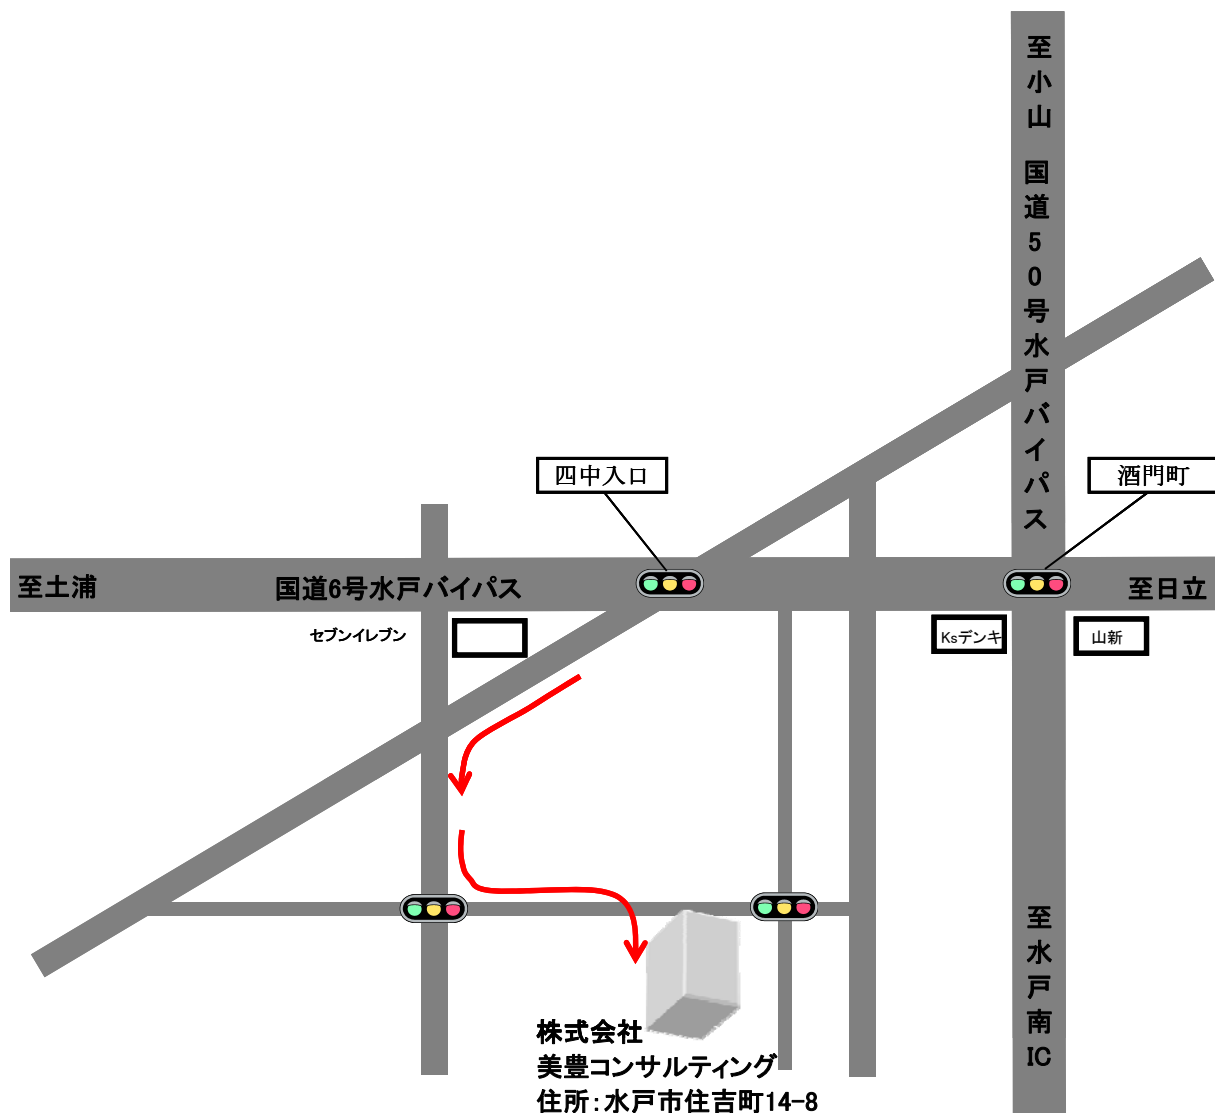 至小山 国道50号水戸バイパス
四中入口
酒門町
至土浦
国道6号水戸バイパス
至日立
セブンイレブン
Ksデンキ
山新
至水戸南IC
株式会社
美豊コンサルティング
住所:水戸市住吉町14-8